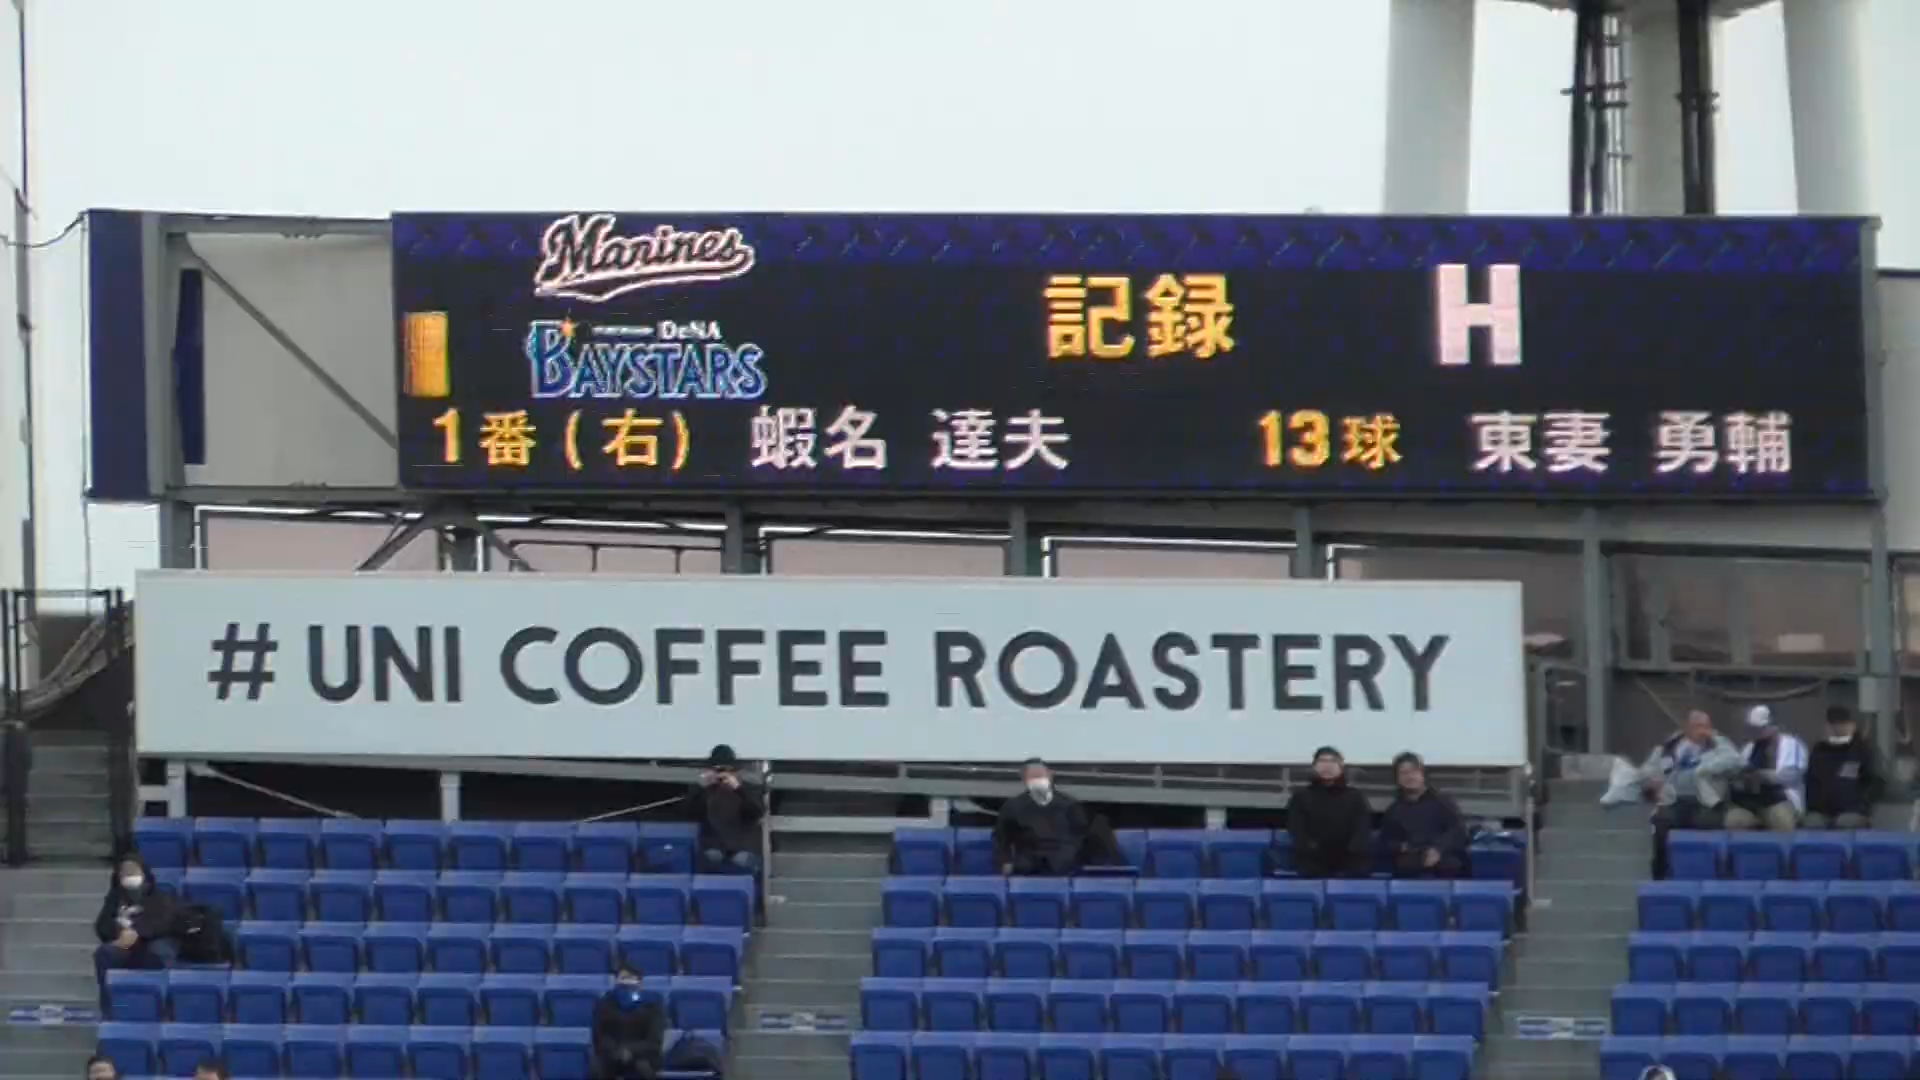 Marines
記録 H
DeNA
BAYSTARS
1番(右) 蝦名 達夫 13球 東妻 勇輔
# UNI COFFEE ROASTERY